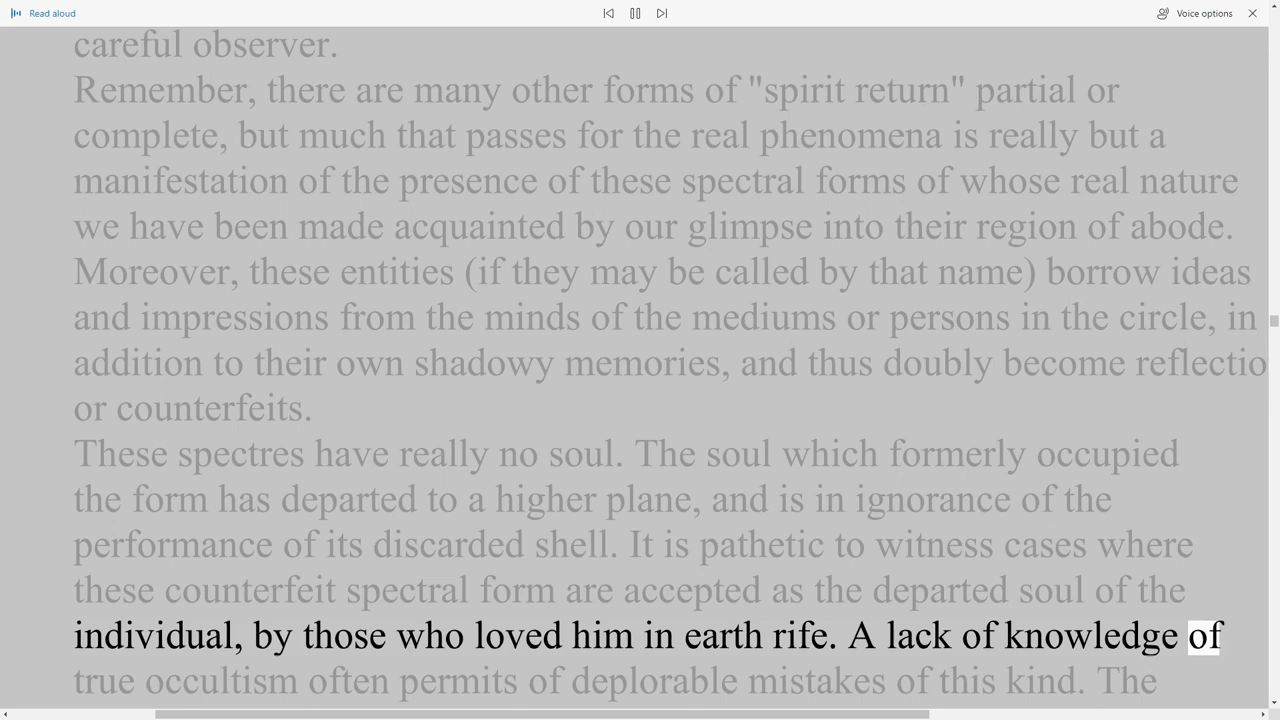 Read aloud
Voice options
careful observer.
Remember, there are many other forms of "spirit return" partial or
complete, but much that passes for the real phenomena is really but a
manifestation of the presence of these spectral forms of whose real nature
we have been made acquainted by our glimpse into their region of abode.
Moreover, these entities (if they may be called by that name) borrow ideas
and impressions from the minds of the mediums or persons in the circle, in
addition to their own shadowy memories, and thus doubly become reflectio
or counterfeits.
These spectres have really no soul. The soul which formerly occupied
the form has departed to a higher plane, and is in ignorance of the
performance of its discarded shell. It is pathetic to witness cases where
these counterfeit spectral form are accepted as the departed soul of the
individual, by those who loved him in earth rife. A lack of knowledge of
true occultism often permits of deplorable mistakes of this kind. The